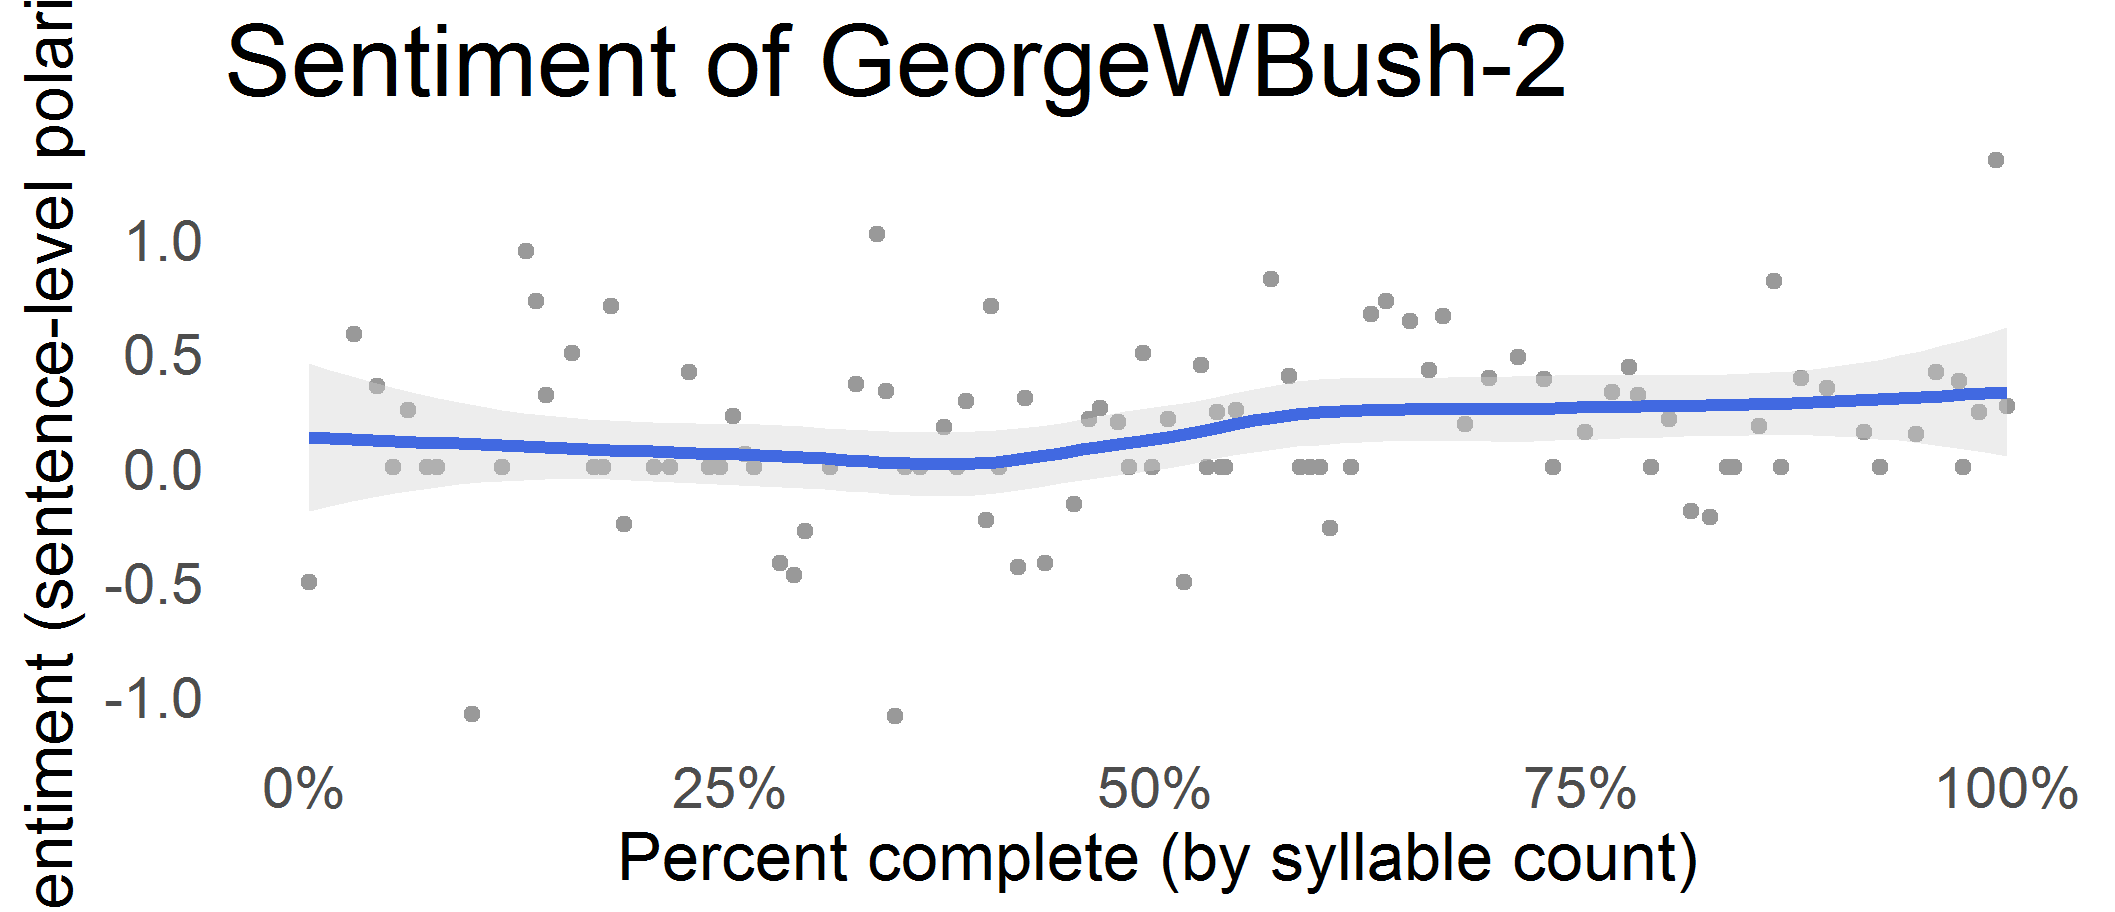 Sentiment of GeorgeWBush-2
entiment (sentence-level polari
1.0
0.5
0.0
-0.5
-1.0
0% 25% 50% 75% 100%
Percent complete (by syllable count)